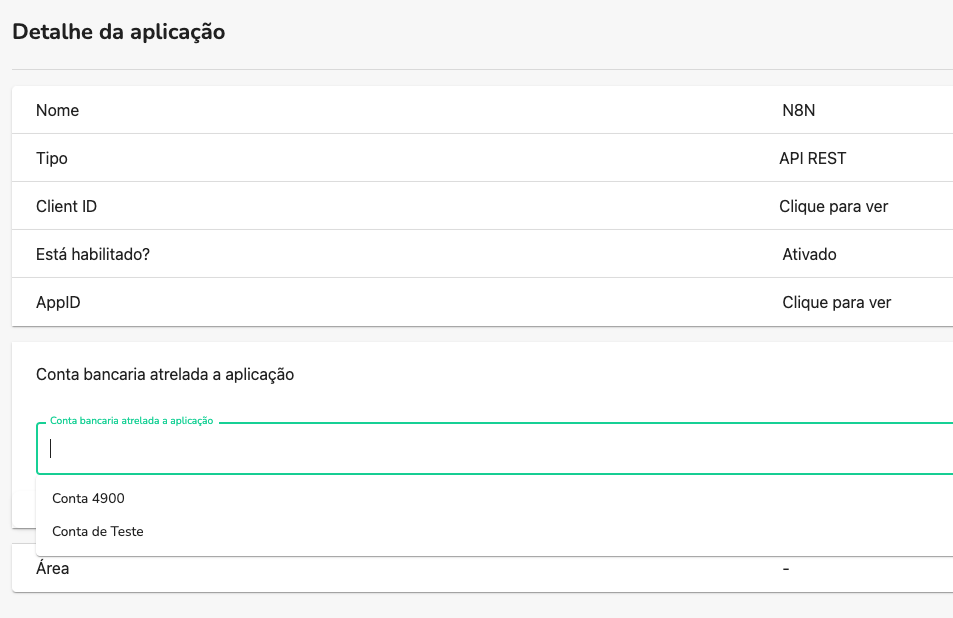 Detalhe da aplicação
Nome N8N
Tipo API REST
Client ID Clique para ver
Está habilitado? Ativado
AppID Clique para ver
Conta bancaria atrelada a aplicação
Conta bancaria atrelada a aplicação
Conta 4900
Conta de Teste
Área -